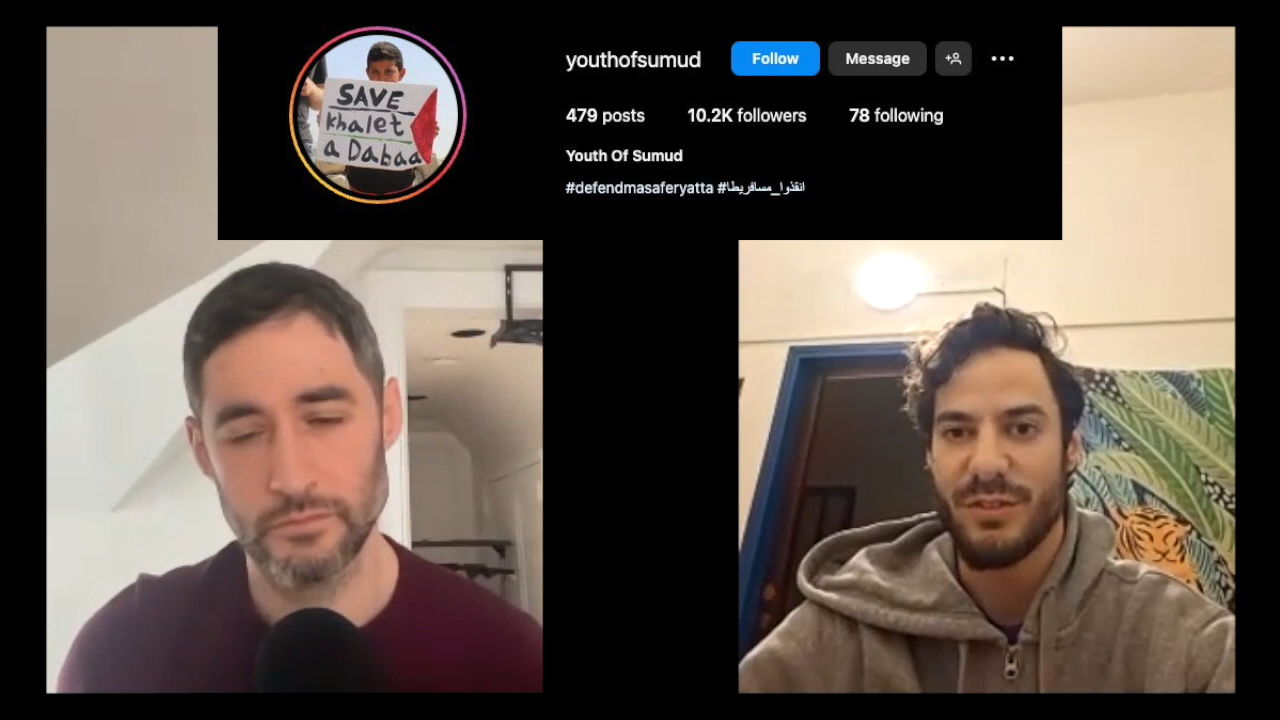 youthofsumud Follow Message
479 posts 10.2K followers 78 following
Youth Of Sumud
#defendmasaferyatta #انقذوا_مسافريطا
SAVE
Khalet
a Dabaa